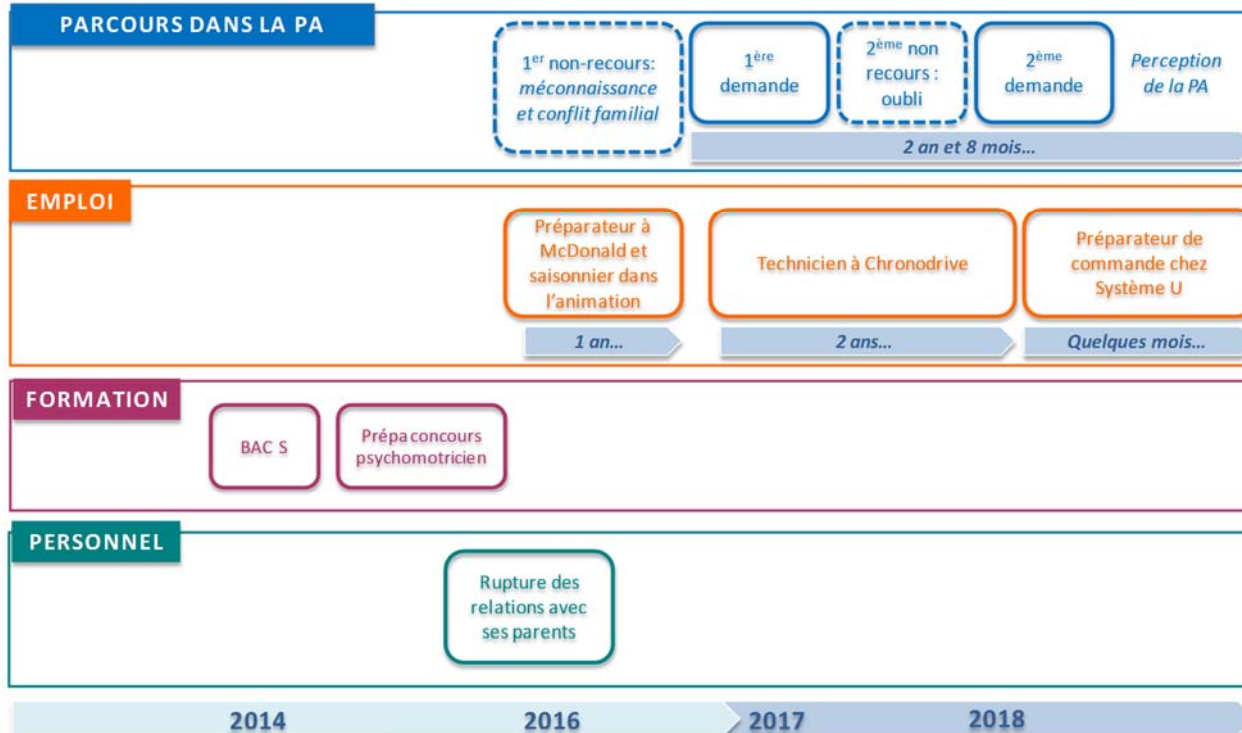 PARCOURS DANS LA PA
1er non-recours:
méconnaissance
et conflit familial
1ère
demande
2ème non
recours :
oubli
2ème
demande
Perception
de la PA
2 an et 8 mois...
EMPLOI
Préparateur à
McDonald et
saisonnier dans
l'animation
Technicien à Chronodrive
Préparateur de
commande chez
Système U
1 an...
2 ans...
Quelques mois...
FORMATION
BAC S
Prépa concours
psychomotricien
PERSONNEL
Rupture des
relations avec
ses parents
2014
2016
2017
2018